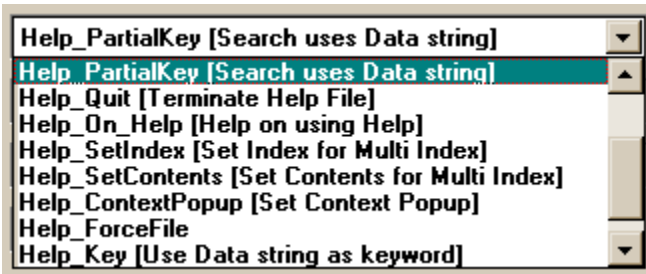 Help_PartialKey [Search uses Data string]
Help_PartialKey [Search uses Data string]
Help_Quit [Terminate Help File]
Help_On_Help [Help on using Help]
Help_SetIndex [Set Index for Multi Index]
Help_SetContents [Set Contents for Multi Index]
Help_ContextPopup [Set Context Popup]
Help_ForceFile
Help_Key [Use Data string as keyword]